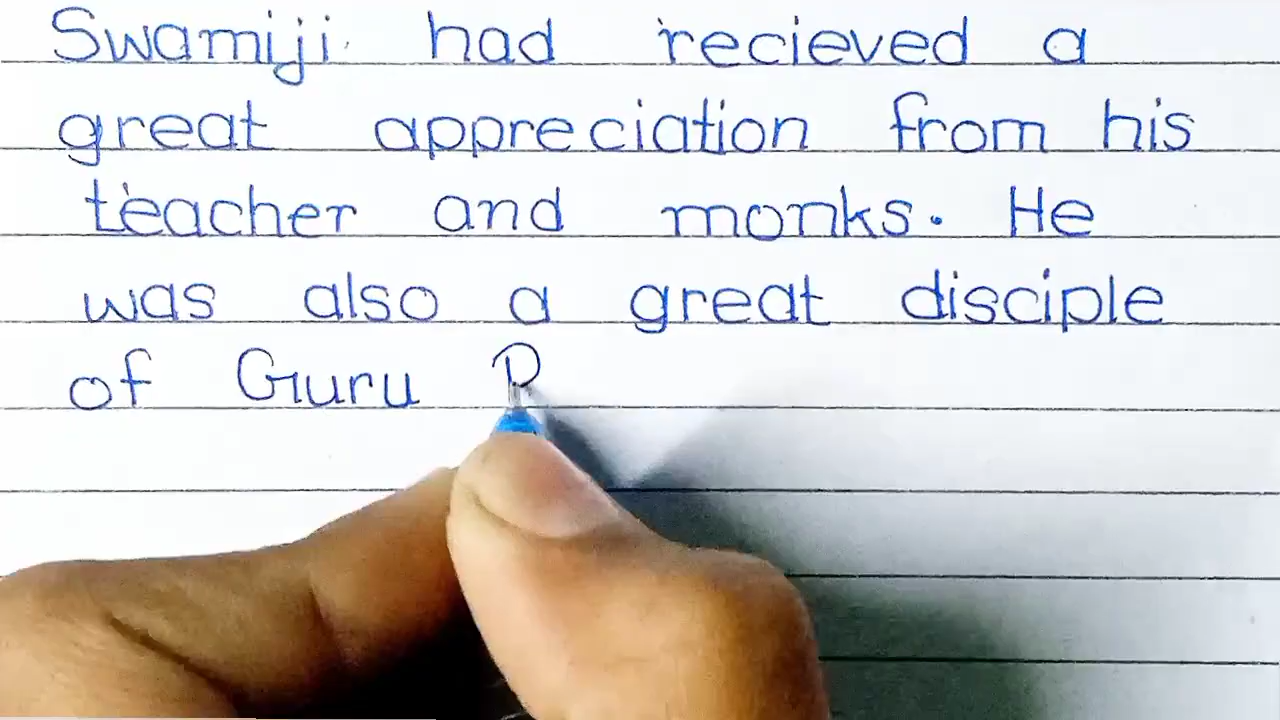 Swamiji had recieved a
great appreciation from his
teacher and monks. He
was also a great disciple
of Guru